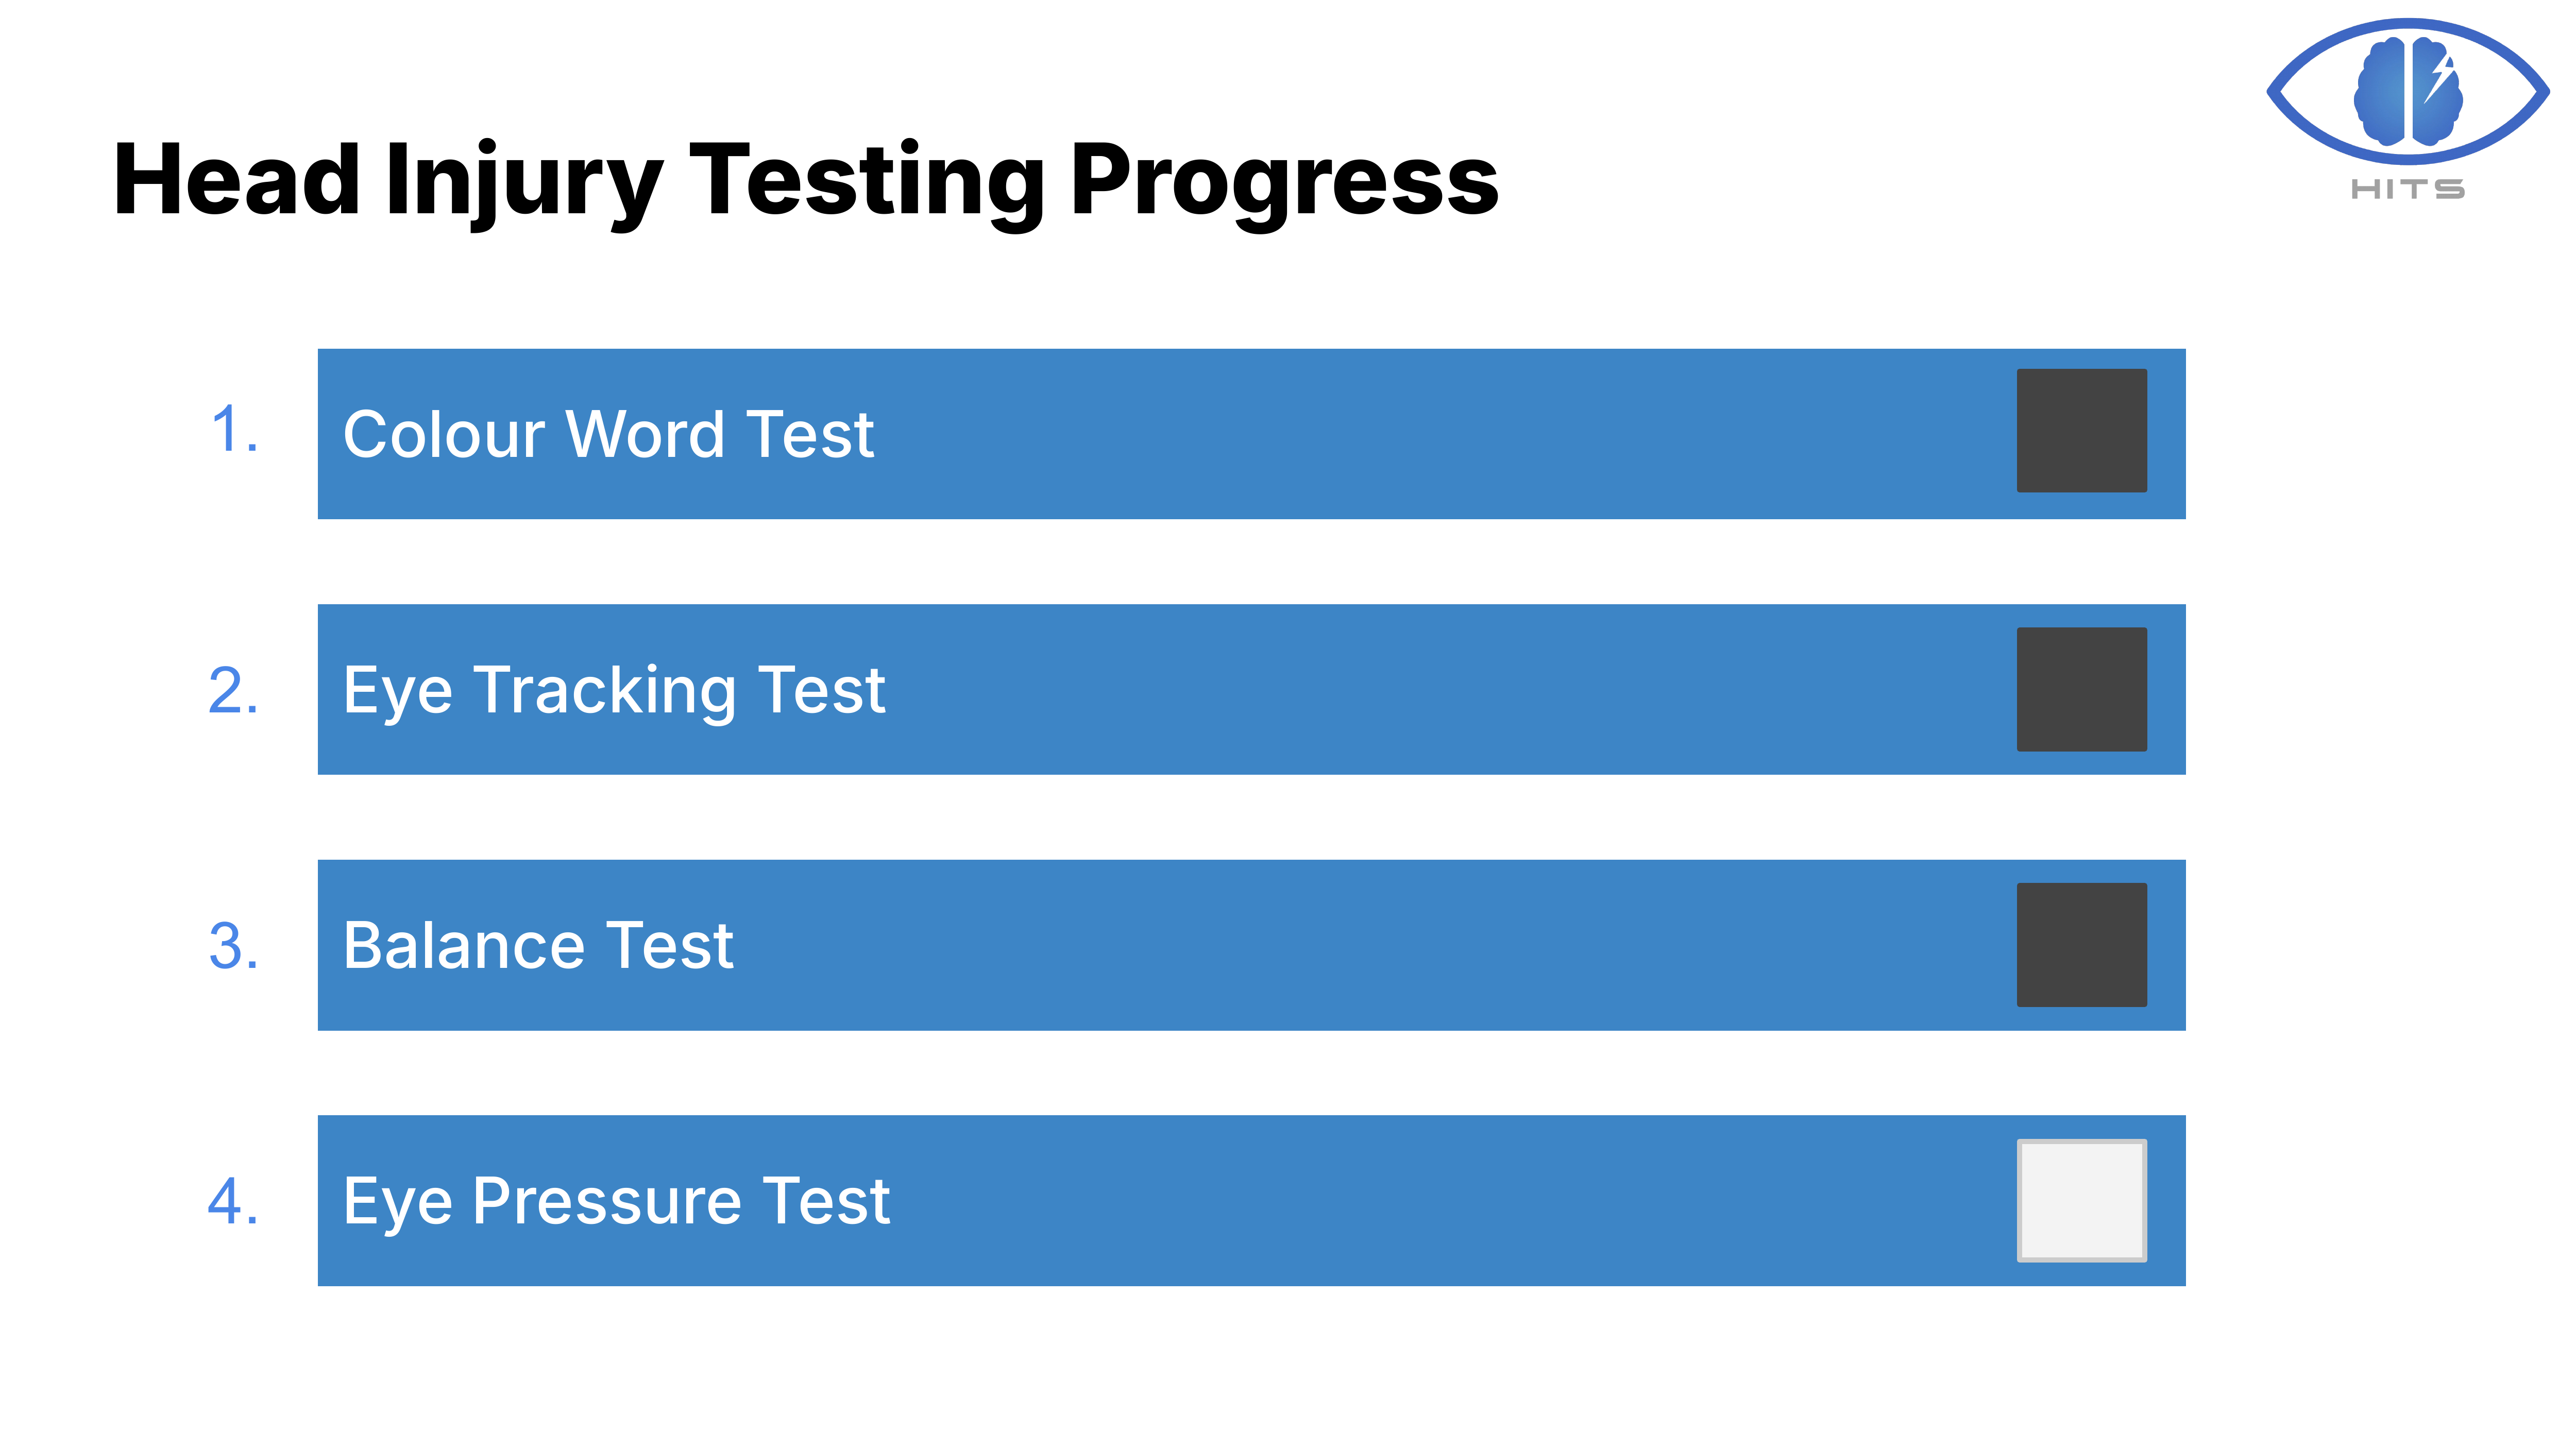 HITS
Head Injury Testing Progress
1. Colour Word Test
2. Eye Tracking Test
3. Balance Test
4. Eye Pressure Test